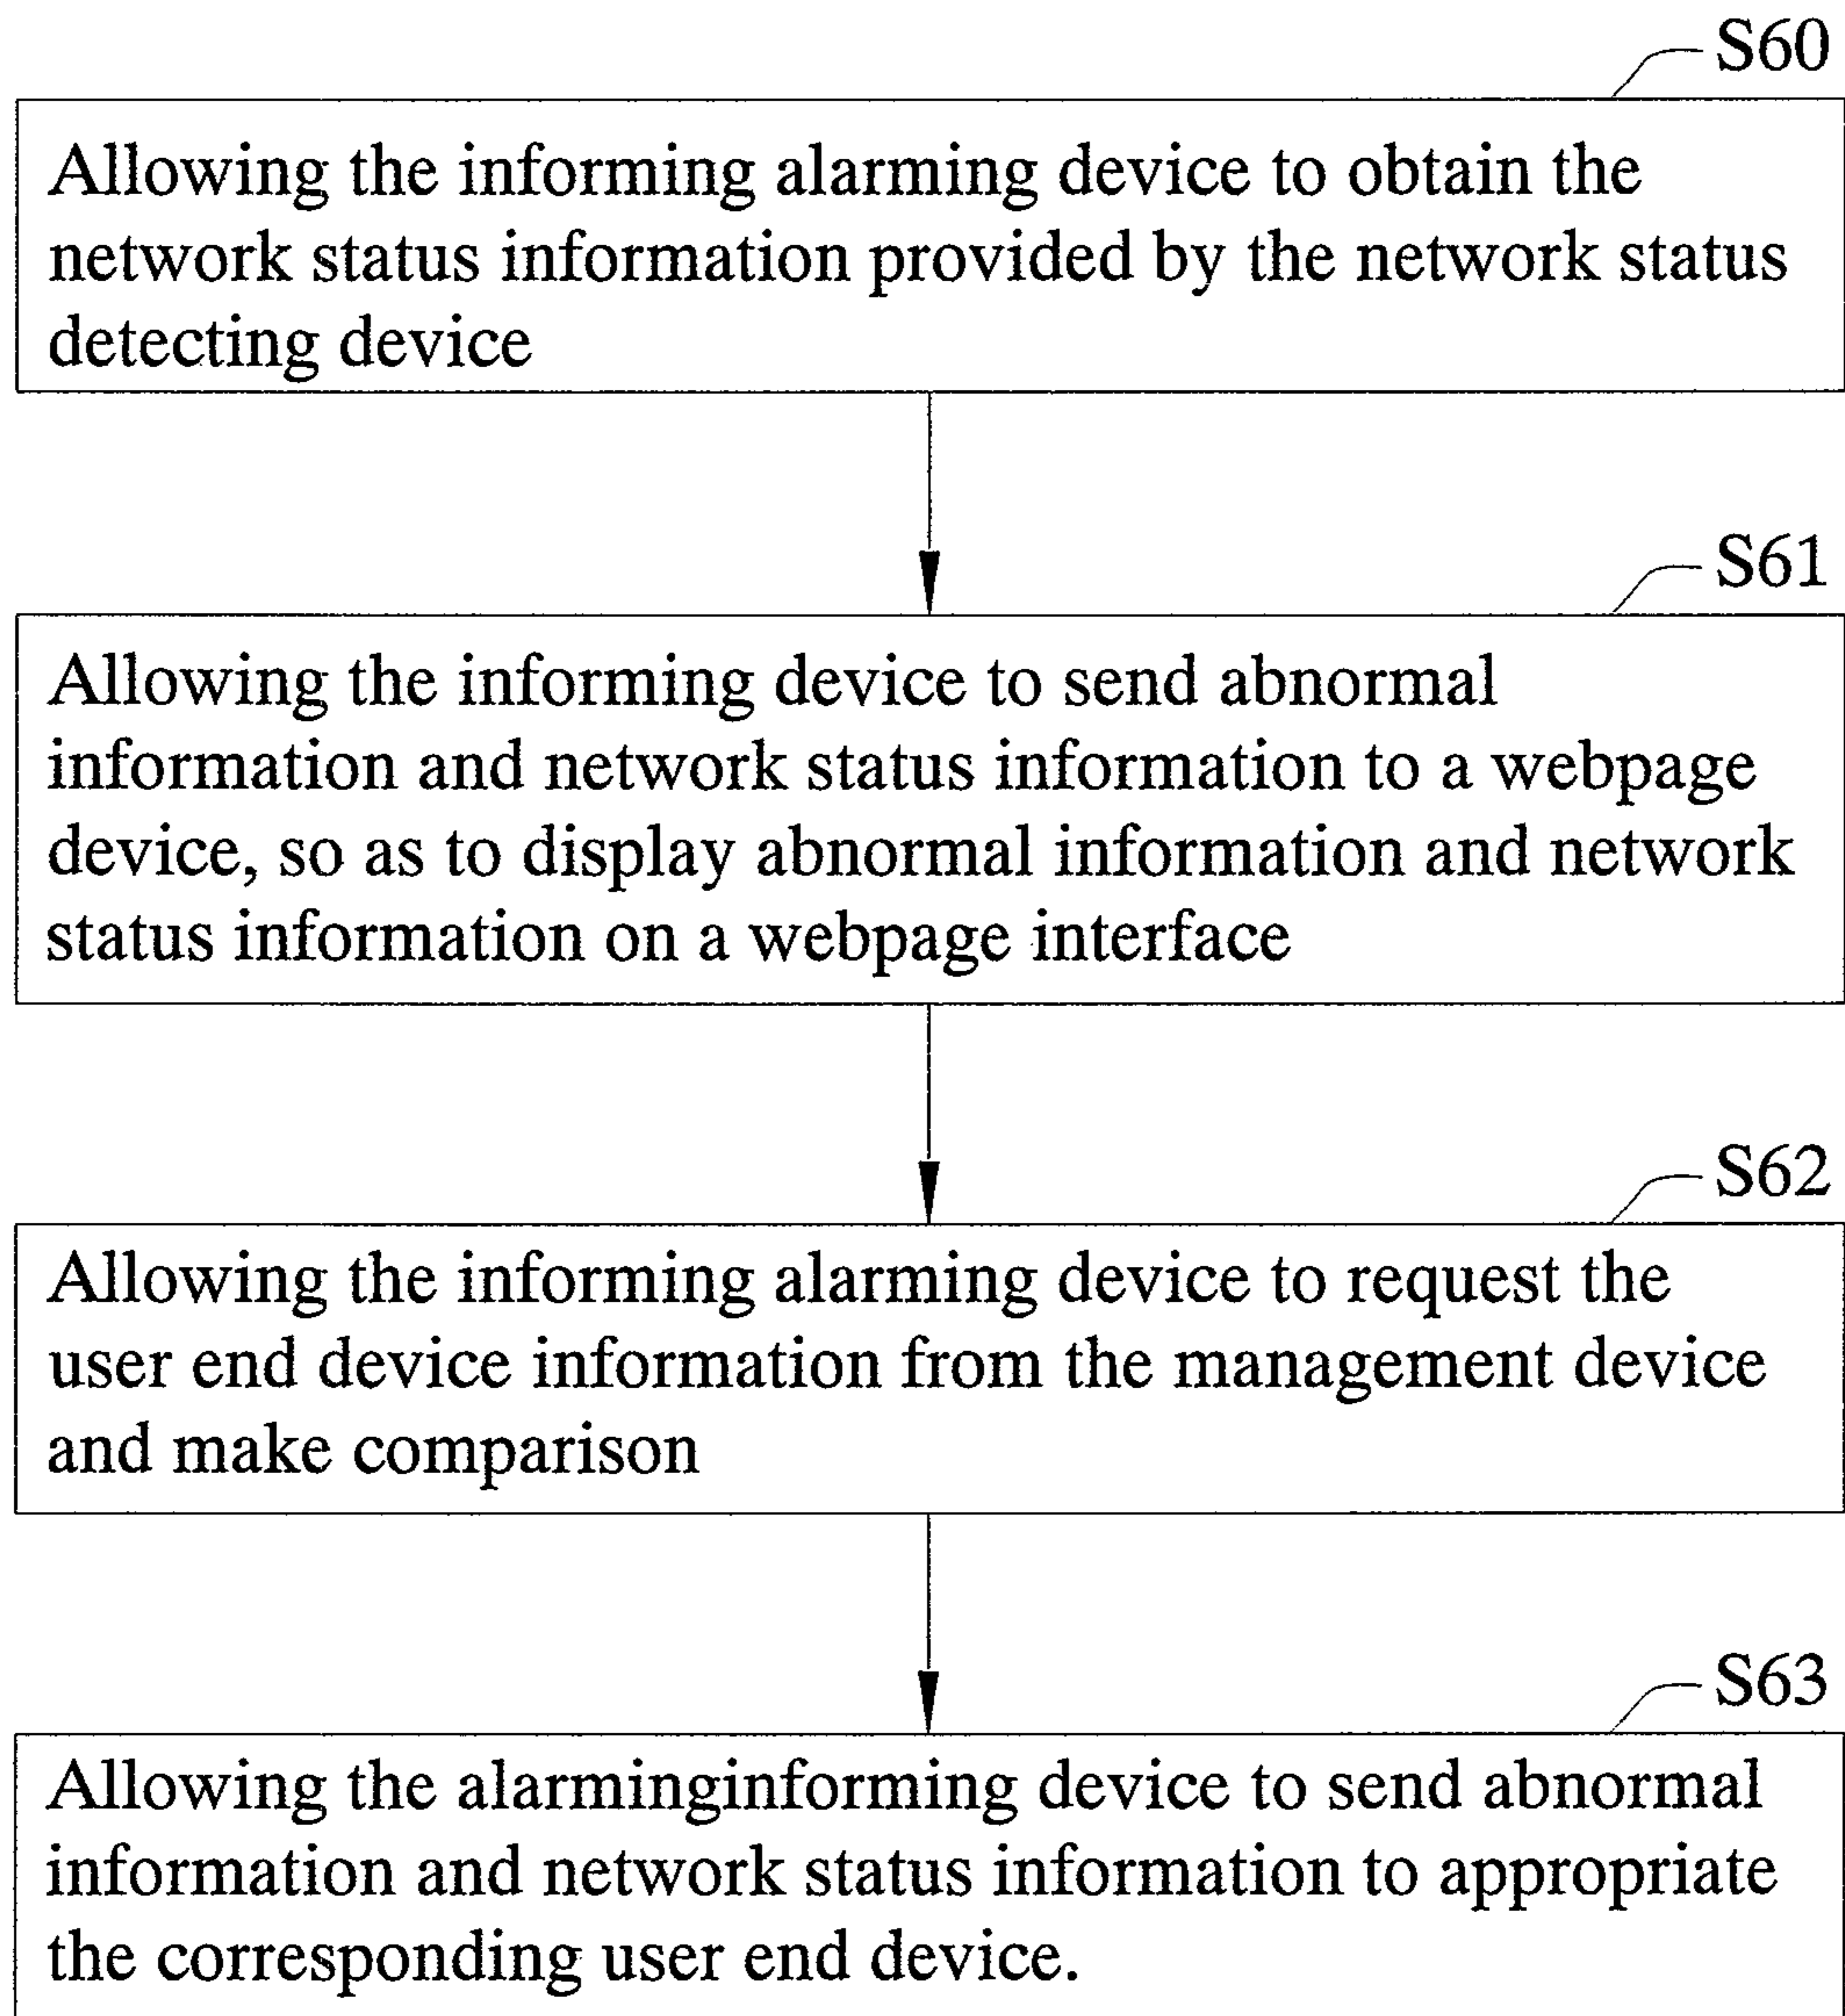 S60
Allowing the informing alarming device to obtain the
network status information provided by the network status
detecting device
S61
Allowing the informing device to send abnormal
information and network status information to a webpage
device, so as to display abnormal information and network
status information on a webpage interface
S62
Allowing the informing alarming device to request the
user end device information from the management device
and make comparison
S63
Allowing the alarminginforming device to send abnormal
information and network status information to appropriate
the corresponding user end device.